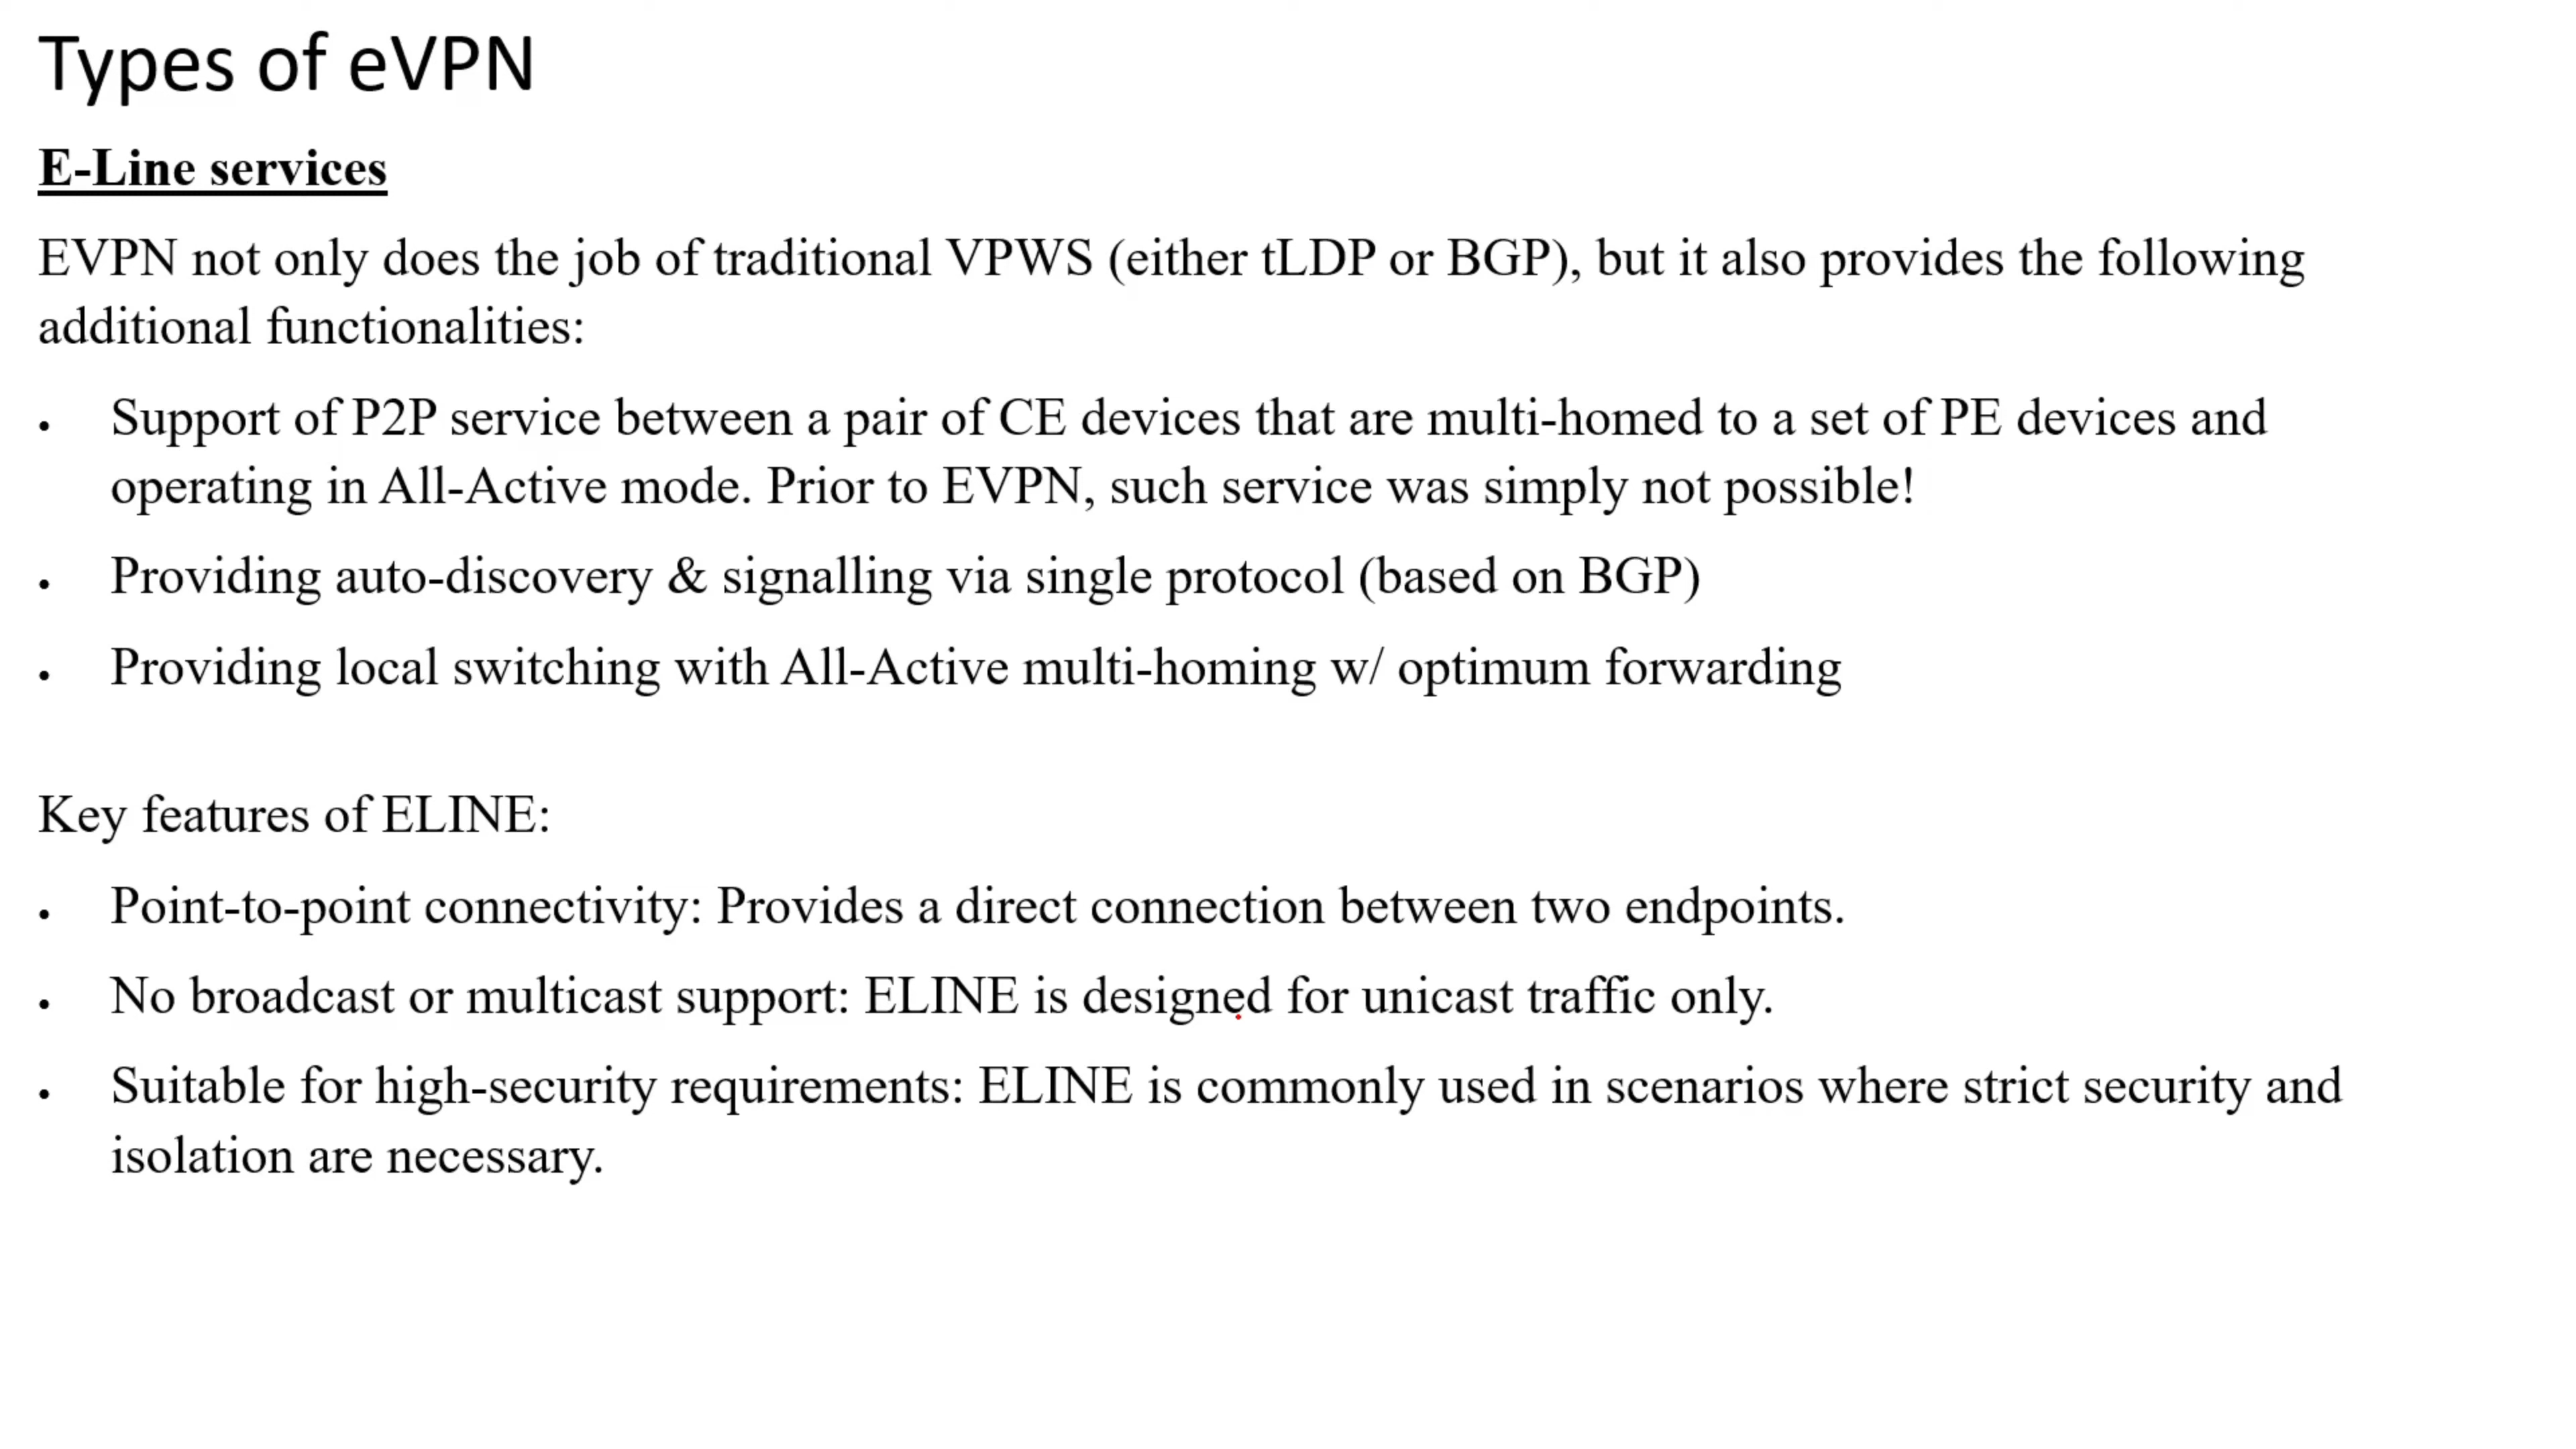 Types of eVPN
E-Line services
EVPN not only does the job of traditional VPWS (either tLDP or BGP), but it also provides the following
additional functionalities:
• Support of P2P service between a pair of CE devices that are multi-homed to a set of PE devices and
operating in All-Active mode. Prior to EVPN, such service was simply not possible!
• Providing auto-discovery & signalling via single protocol (based on BGP)
• Providing local switching with All-Active multi-homing w/ optimum forwarding
Key features of ELINE:
• Point-to-point connectivity: Provides a direct connection between two endpoints.
• No broadcast or multicast support: ELINE is designed for unicast traffic only.
• Suitable for high-security requirements: ELINE is commonly used in scenarios where strict security and
isolation are necessary.